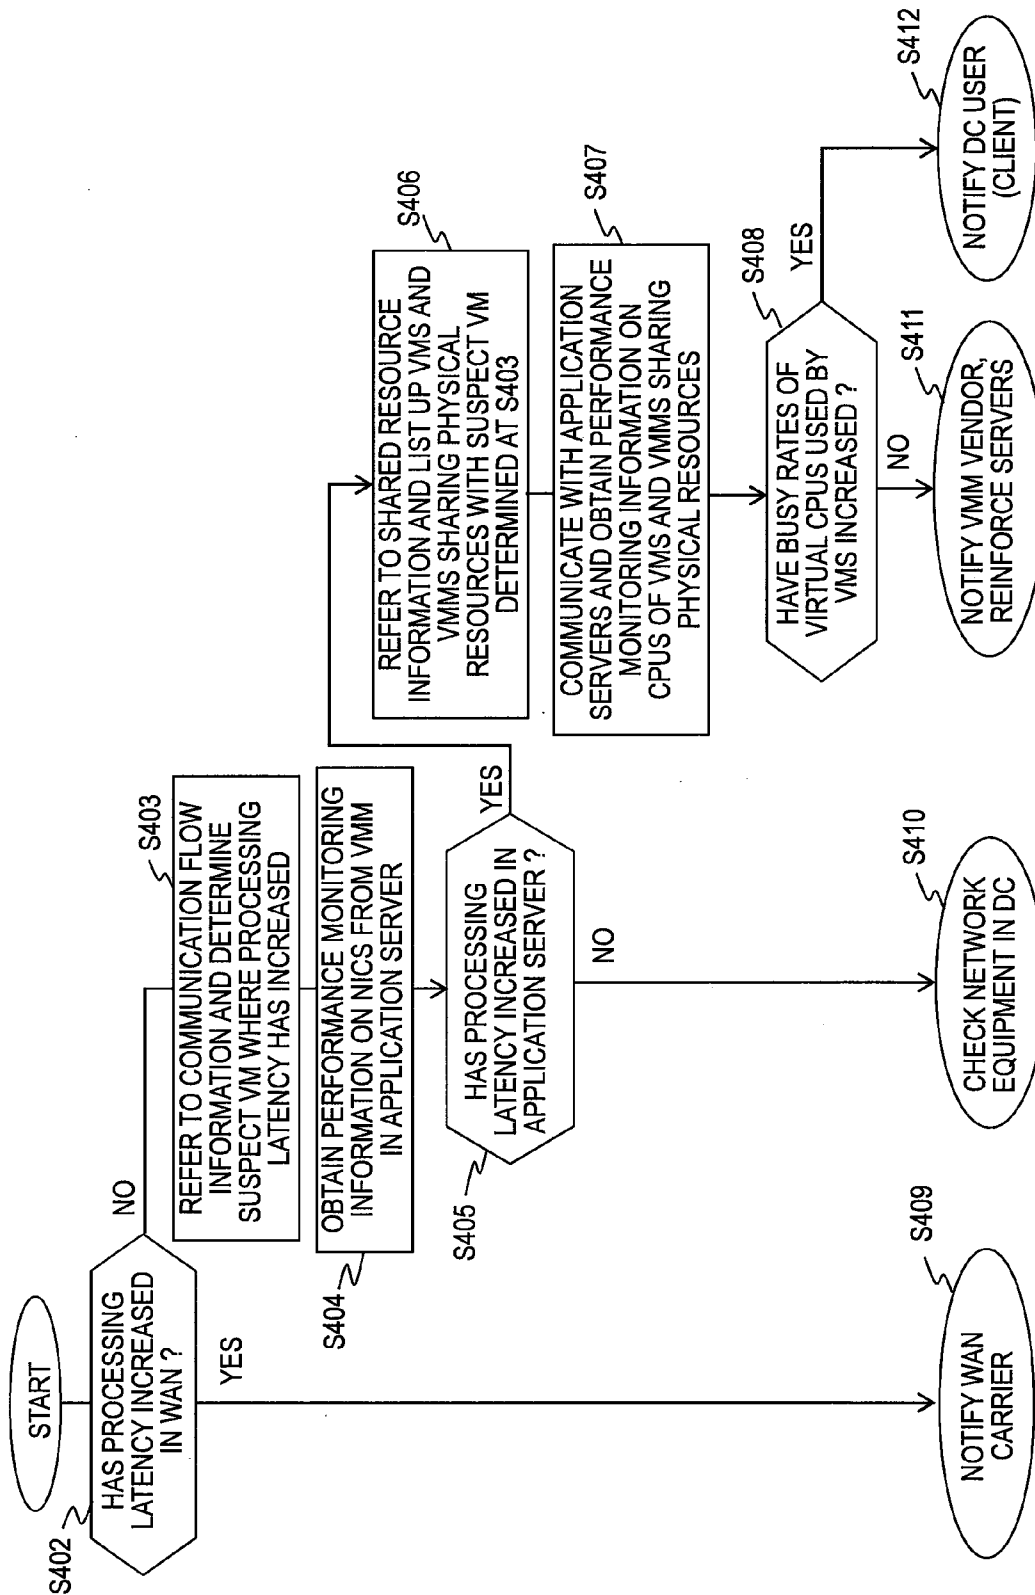 START
S402
HAS PROCESSING
LATENCY INCREASED
IN WAN ?
NO
YES
S403
REFER TO COMMUNICATION FLOW
INFORMATION AND DETERMINE
SUSPECT VM WHERE PROCESSING
LATENCY HAS INCREASED
S404
OBTAIN PERFORMANCE MONITORING
INFORMATION ON NICS FROM VMM
IN APPLICATION SERVER
S405
HAS PROCESSING
LATENCY INCREASED IN
APPLICATION SERVER ?
YES
NO
S406
REFER TO SHARED RESOURCE
INFORMATION AND LIST UP VMS AND
VMMS SHARING PHYSICAL
RESOURCES WITH SUSPECT VM
DETERMINED AT S403
S407
COMMUNICATE WITH APPLICATION
SERVERS AND OBTAIN PERFORMANCE
MONITORING INFORMATION ON
CPUS OF VMS AND VMMS SHARING
PHYSICAL RESOURCES
S408
HAVE BUSY RATES OF
VIRTUAL CPUS USED BY
VMS INCREASED ?
YES
NO
S409
NOTIFY WAN
CARRIER
S410
CHECK NETWORK
EQUIPMENT IN DC
S411
NOTIFY VMM VENDOR,
REINFORCE SERVERS
S412
NOTIFY DC USER
(CLIENT)